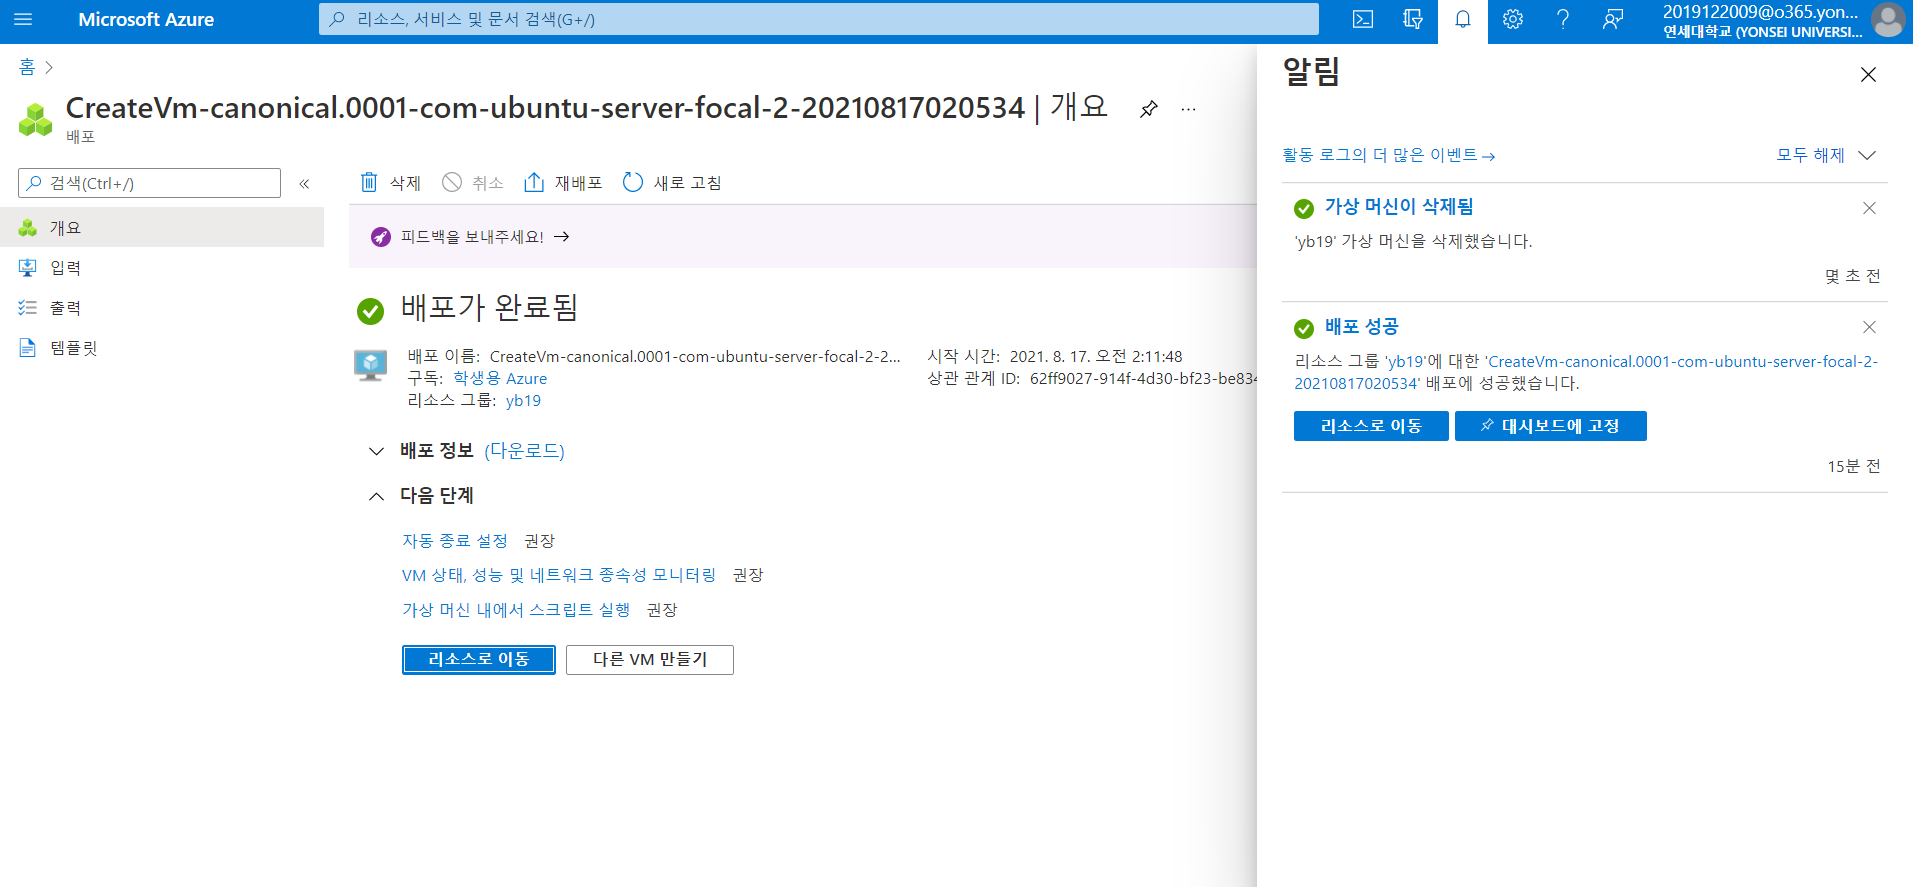 Microsoft Azure
리소스, 서비스 및 문서 검색(G+/)
2019122009@o365.yon...
연세대학교 (YONSEI UNIVERSI...
홈
CreateVm-canonical.0001-com-ubuntu-server-focal-2-20210817020534 | 개요
배포
검색(Ctrl+/)
개요
입력
출력
템플릿
삭제 취소 재배포 새로 고침
피드백을 보내주세요! →
배포가 완료됨
배포 이름: CreateVm-canonical.0001-com-ubuntu-server-focal-2-2...
구독: 학생용 Azure
리소스 그룹: yb19
시작 시간: 2021. 8. 17. 오전 2:11:48
상관 관계 ID: 62ff9027-914f-4d30-bf23-be834
배포 정보 (다운로드)
다음 단계
자동 종료 설정 권장
VM 상태, 성능 및 네트워크 종속성 모니터링 권장
가상 머신 내에서 스크립트 실행 권장
리소스로 이동 다른 VM 만들기
알림
활동 로그의 더 많은 이벤트→ 모두 해제
가상 머신이 삭제됨
'yb19' 가상 머신을 삭제했습니다.
몇 초 전
배포 성공
리소스 그룹 'yb19'에 대한 'CreateVm-canonical.0001-com-ubuntu-server-focal-2-
20210817020534' 배포에 성공했습니다.
리소스로 이동 대시보드에 고정
15분 전